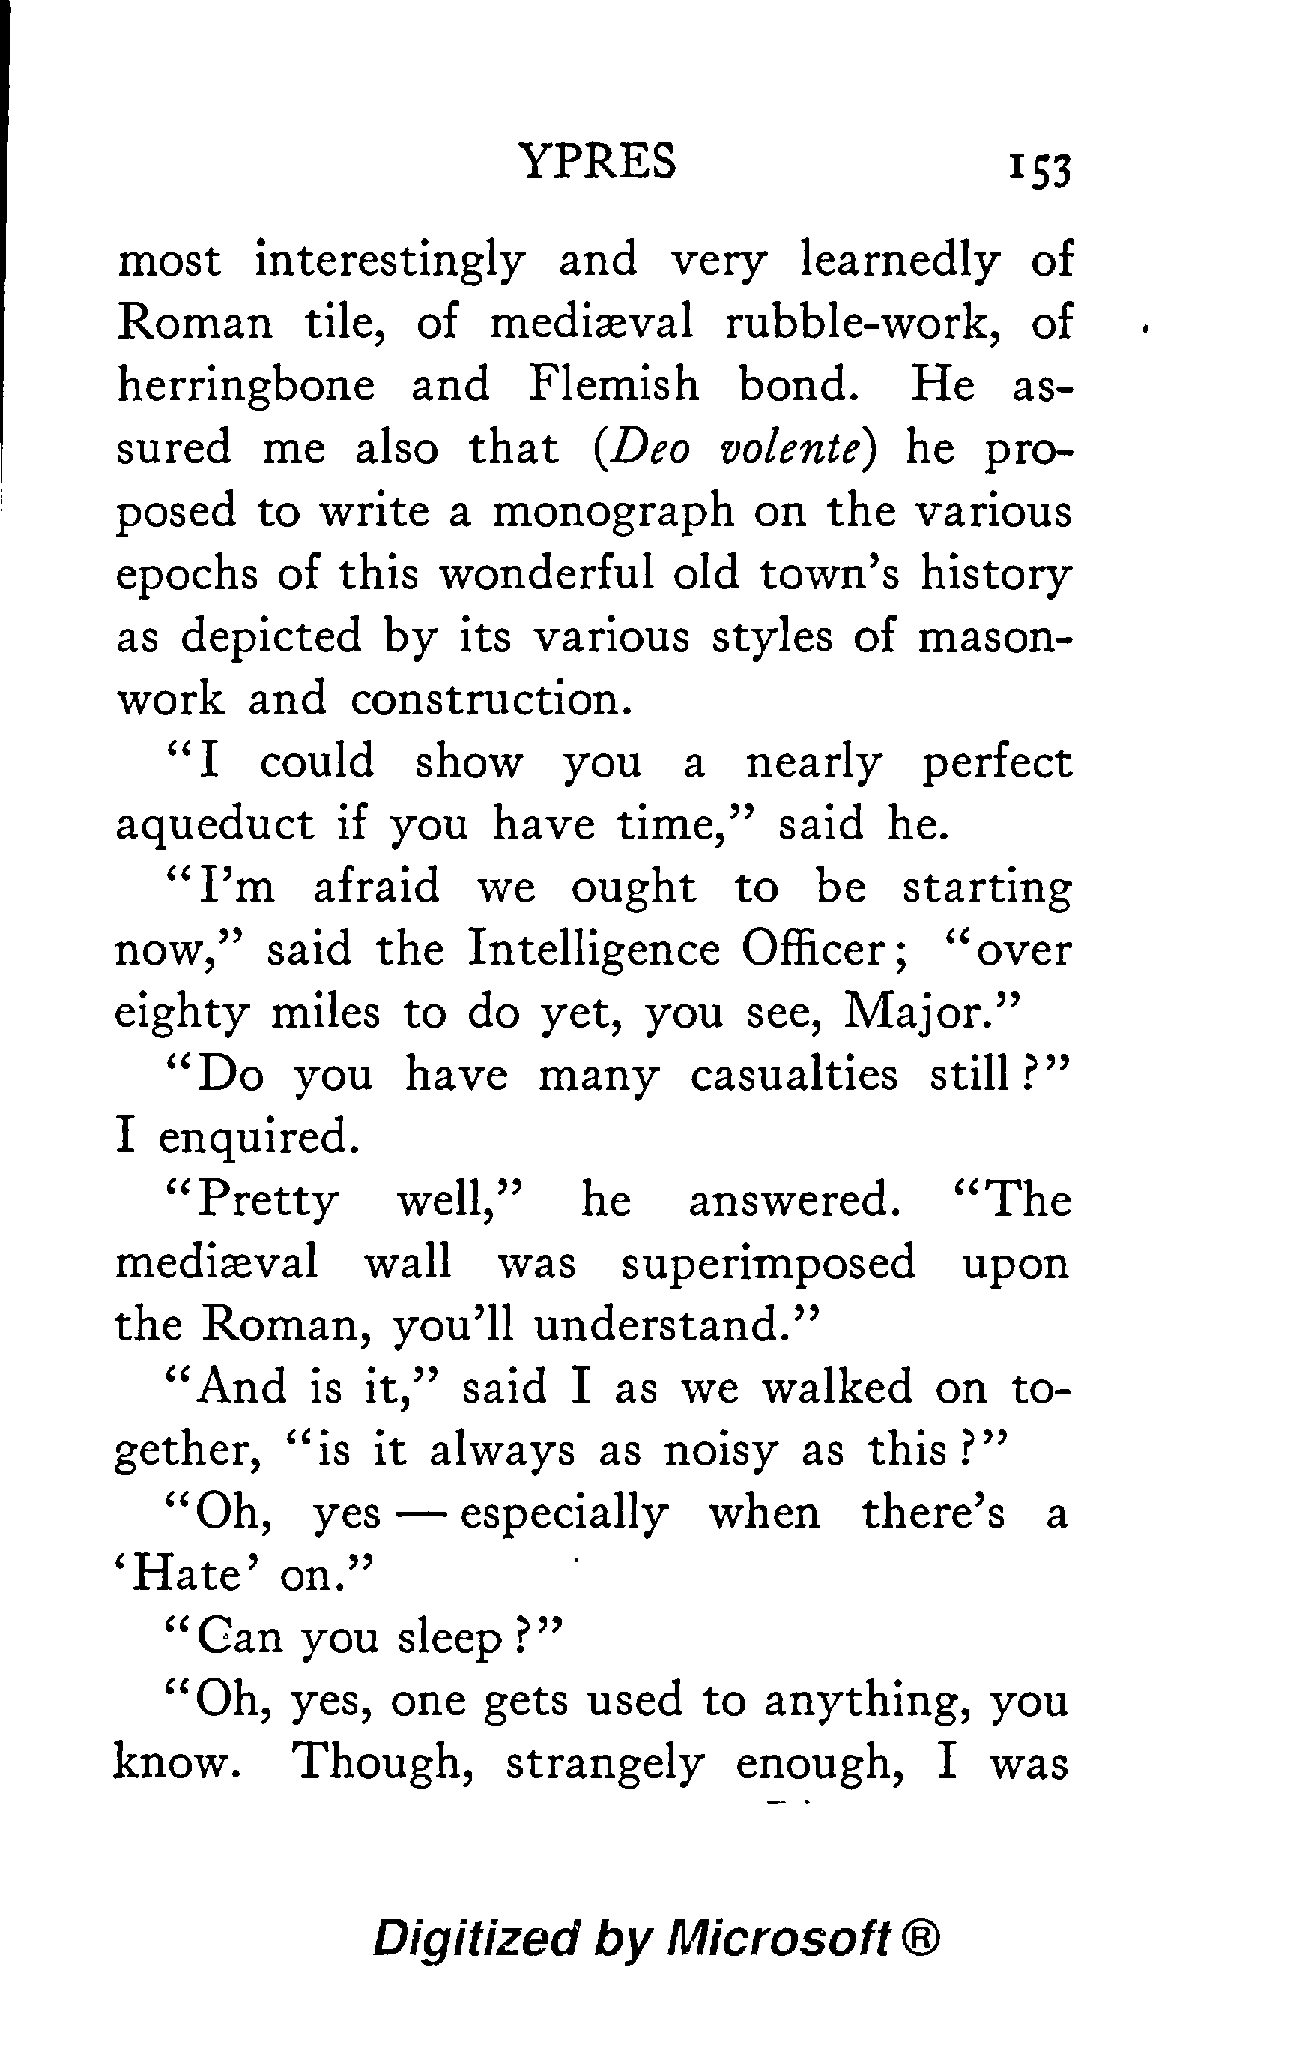 YPRES 153
most interestingly and very learnedly of
Roman tile, of mediæval rubble-work, of
herringbone and Flemish bond. He as-
sured me also that (Deo volente) he pro-
posed to write a monograph on the various
epochs of this wonderful old town's history
as depicted by its various styles of mason-
work and construction.
“I could show you a nearly perfect
aqueduct if you have time,” said he.
“I'm afraid we ought to be starting
now,” said the Intelligence Officer; “over
eighty miles to do yet, you see, Major.”
“Do you have many casualties still?”
I enquired.
“Pretty well,” he answered. “The
mediæval wall was superimposed upon
the Roman, you'll understand.”
“And is it,” said I as we walked on to-
gether, “is it always as noisy as this?”
“Oh, yes — especially when there's a
‘Hate’ on.”
“Can you sleep?”
“Oh, yes, one gets used to anything, you
know. Though, strangely enough, I was
Digitized by Microsoft ®